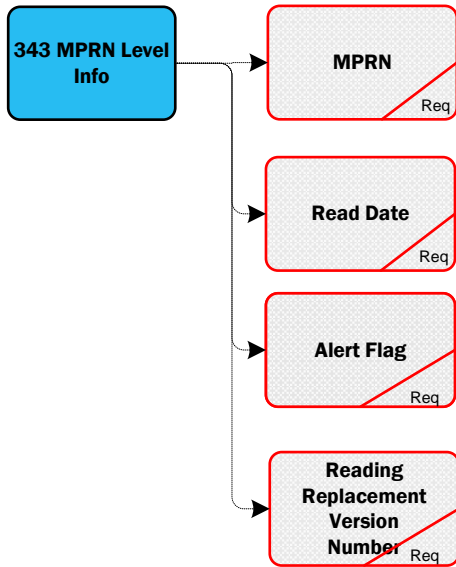 343 MPRN Level
Info
MPRN
Req
Read Date
Req
Alert Flag
Req
Reading
Replacement
Version
Number
Req